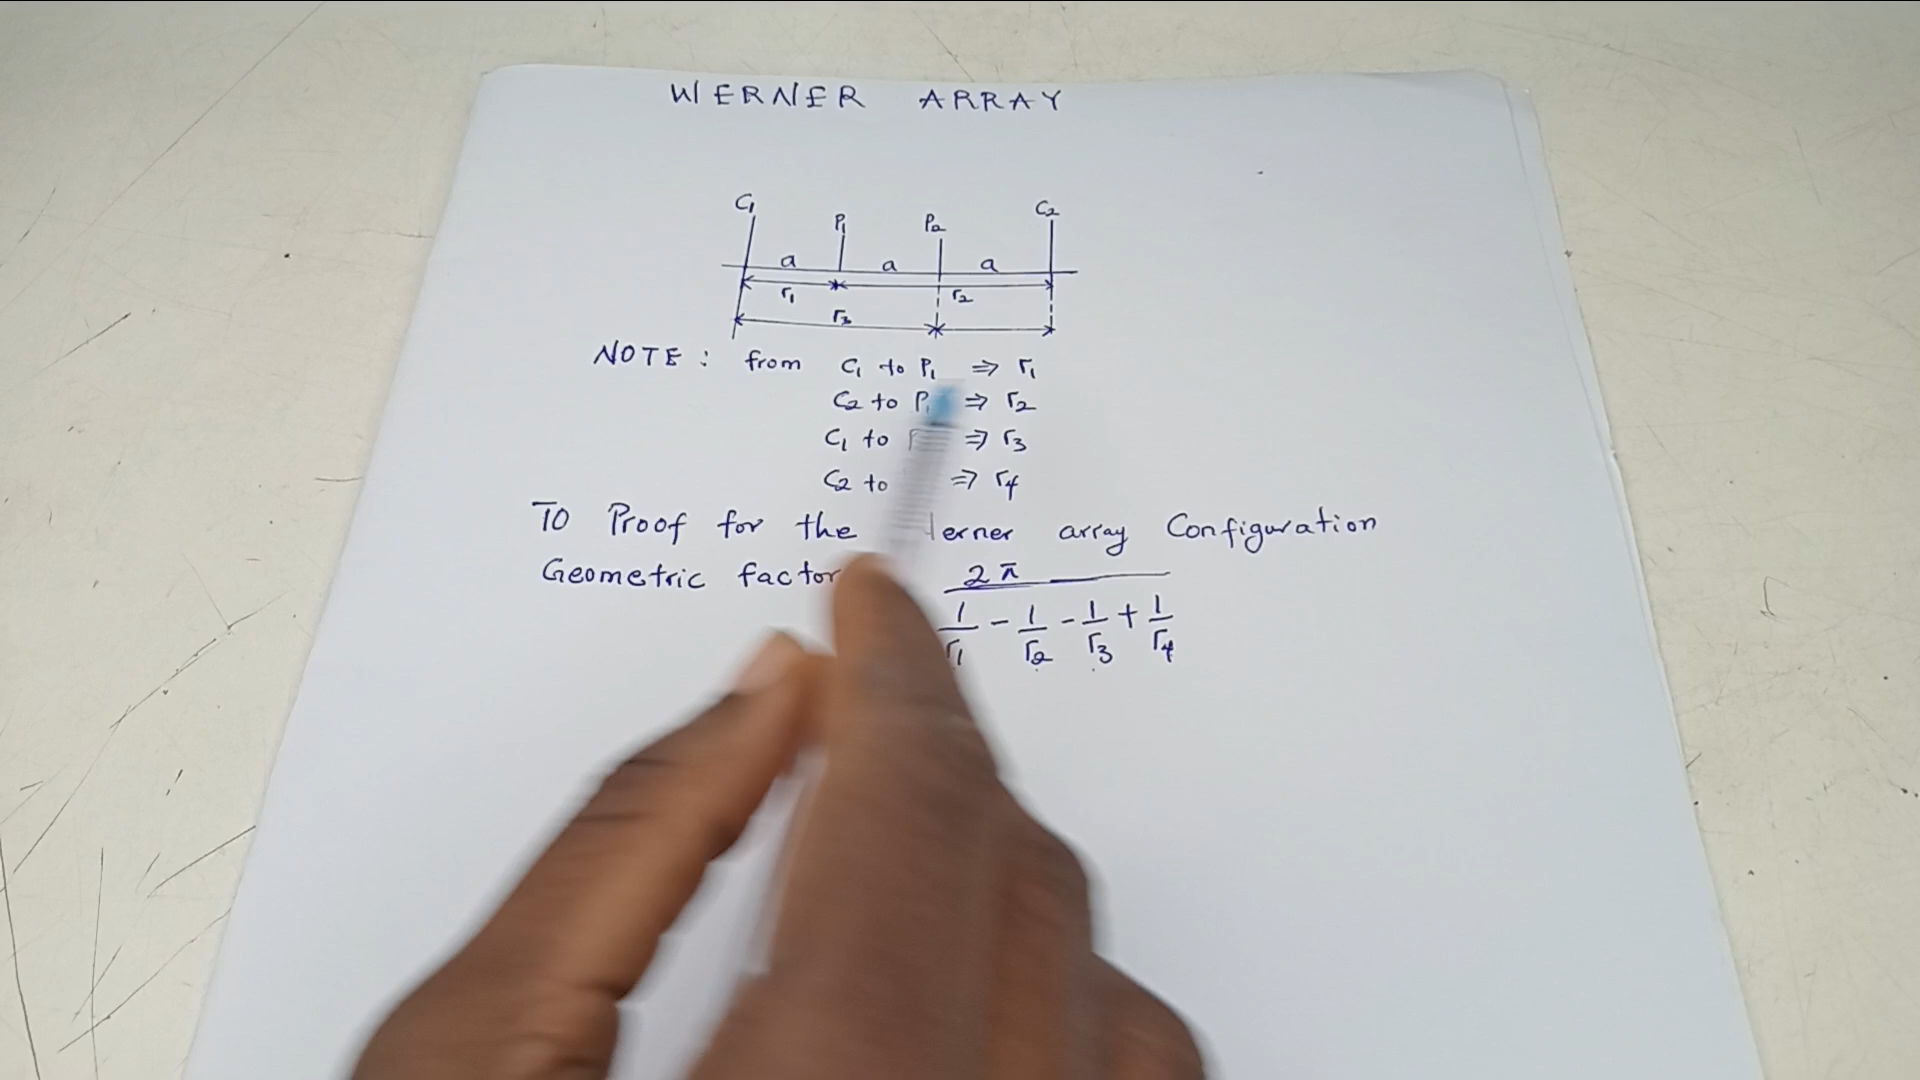 WERNER ARRAY
C₁ P₁ P₂ C₂
a a a
r₁ r₂
r₃
NOTE: from C₁ to P₁ ⇒ r₁
C₂ to P₁ ⇒ r₂
C₁ to ⇒ r₃
C₂ to ⇒ r₄
TO Proof for the erner array Configuration
Geometric factor 2π
1/r₁ - 1/r₂ - 1/r₃ + 1/r₄